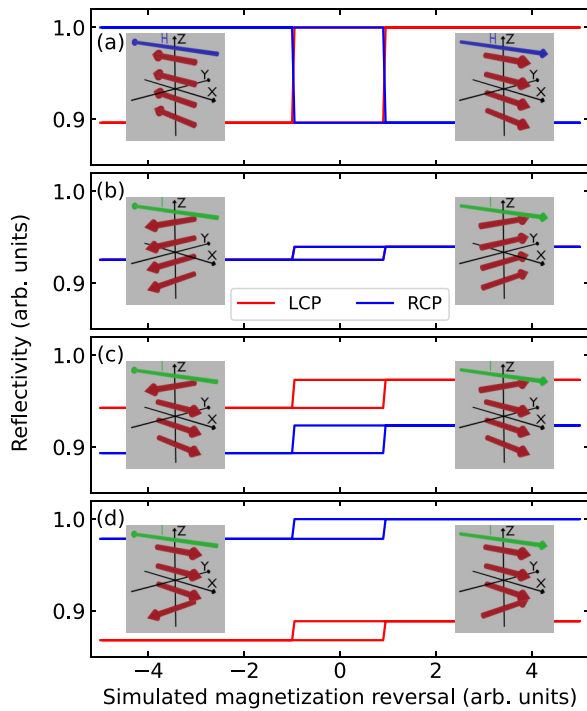 Reflectivity (arb. units)
1.0
0.9
(a)
H
Z
Y
X
H
Z
Y
X
1.0
0.9
(b)
Z
Y
X
Z
Y
X
LCP
RCP
1.0
0.9
(c)
Z
Y
X
Z
Y
X
1.0
0.9
(d)
Z
Y
X
Z
Y
X
−4 −2 0 2 4
Simulated magnetization reversal (arb. units)